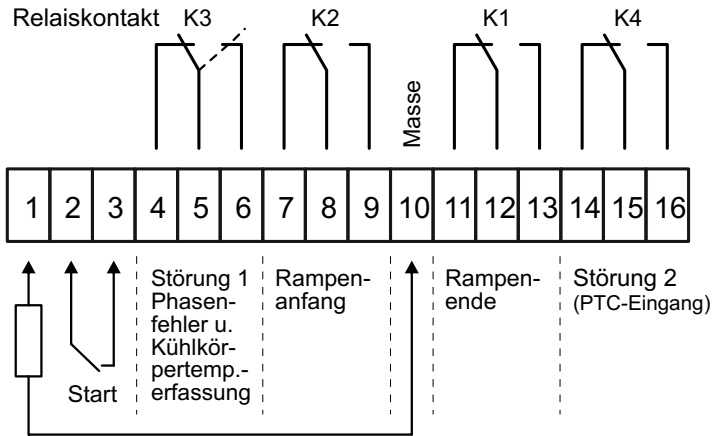 Relaiskontakt K3 K2 K1 K4
Masse
1 2 3 4 5 6 7 8 9 10 11 12 13 14 15 16
Start
Störung 1
Phasen-
fehler u.
Kühlkör-
pertemp.-
erfassung
Rampen-
anfang
Rampen-
ende
Störung 2
(PTC-Eingang)